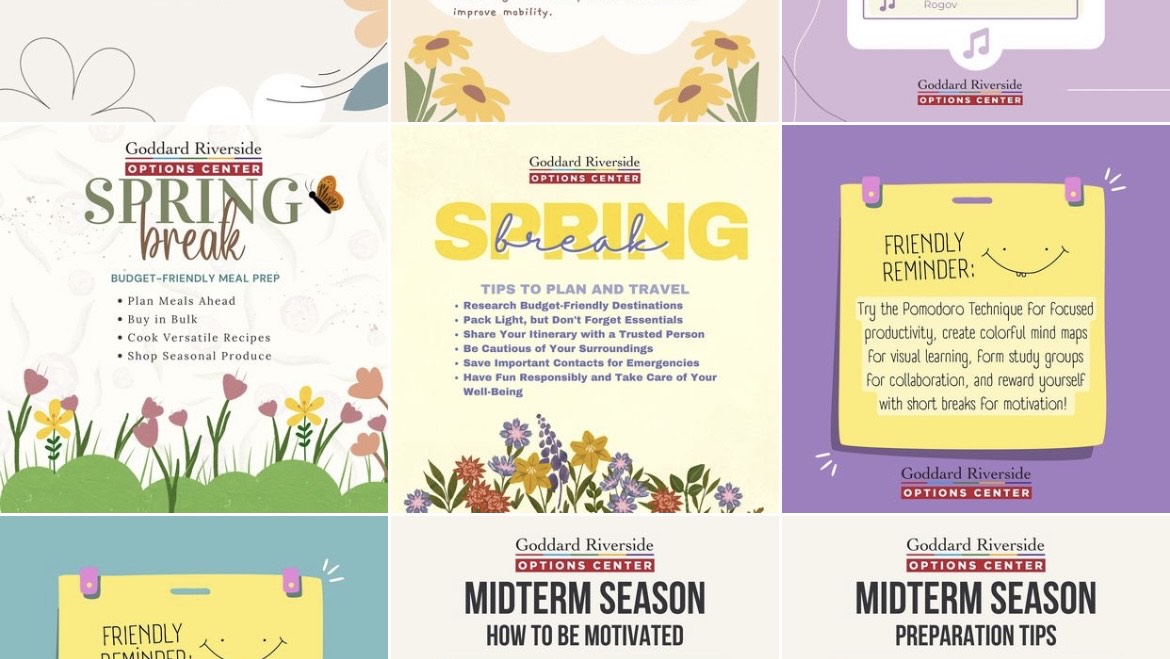 improve mobility.
Rogov
Goddard Riverside
OPTIONS CENTER
Goddard Riverside
OPTIONS CENTER
SPRING
break
BUDGET-FRIENDLY MEAL PREP
• Plan Meals Ahead
• Buy in Bulk
• Cook Versatile Recipes
• Shop Seasonal Produce
Goddard Riverside
OPTIONS CENTER
SPRING
break
TIPS TO PLAN AND TRAVEL
• Research Budget-Friendly Destinations
• Pack Light, but Don't Forget Essentials
• Share Your Itinerary with a Trusted Person
• Be Cautious of Your Surroundings
• Save Important Contacts for Emergencies
• Have Fun Responsibly and Take Care of Your
Well-Being
FRIENDLY
REMINDER:
Try the Pomodoro Technique for focused
productivity, create colorful mind maps
for visual learning, form study groups
for collaboration, and reward yourself
with short breaks for motivation!
Goddard Riverside
OPTIONS CENTER
FRIENDLY
REMINDER:
Goddard Riverside
OPTIONS CENTER
MIDTERM SEASON
HOW TO BE MOTIVATED
Goddard Riverside
OPTIONS CENTER
MIDTERM SEASON
PREPARATION TIPS